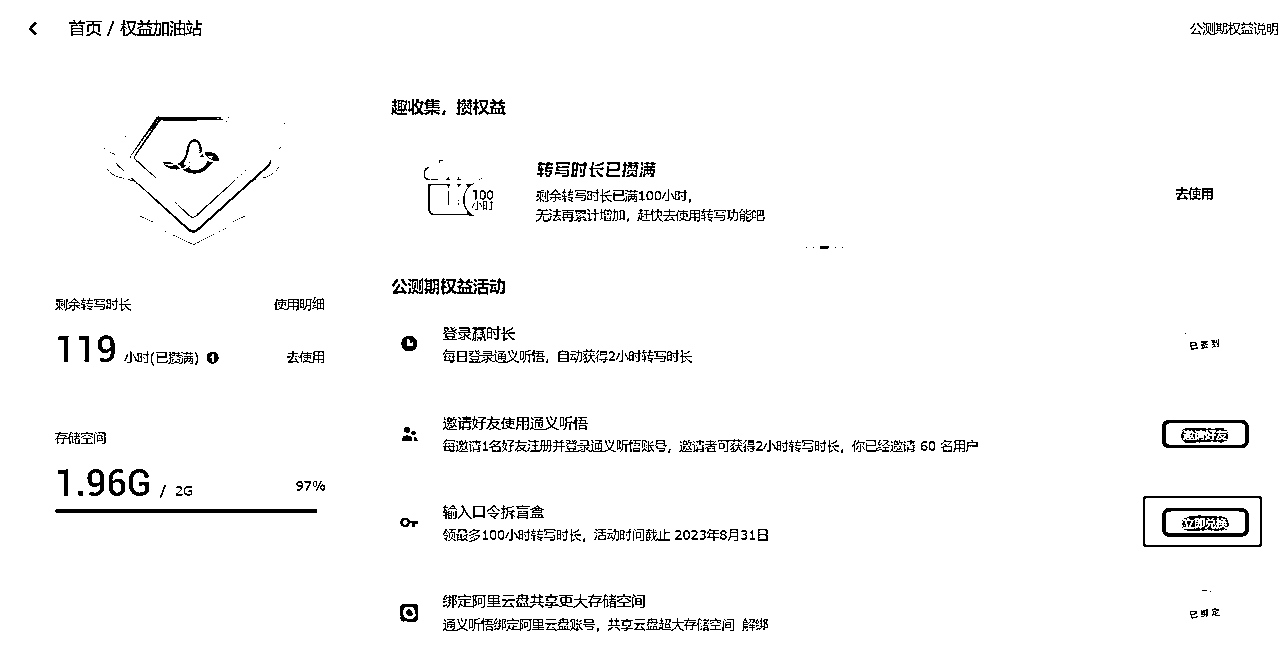 首页 / 权益加油站
公测期权益说明
趣收集，攒权益
转写时长已攒满
100
小时
剩余转写时长已满100小时，
无法再累计增加，赶快去使用转写功能吧
去使用
剩余转写时长
使用明细
119 小时(已攒满)
去使用
存储空间
1.96G / 2G
97%
公测期权益活动
登录赢时长
每日登录通义听悟，自动获得2小时转写时长
已签到
邀请好友使用通义听悟
每邀请1名好友注册并登录通义听悟账号，邀请者可获得2小时转写时长，你已经邀请 60 名用户
邀请好友
输入口令拆盲盒
领最多100小时转写时长，活动时间截止 2023年8月31日
立即兑换
绑定阿里云盘共享更大存储空间
通义听悟绑定阿里云盘账号，共享云盘超大存储空间 解绑
已绑定